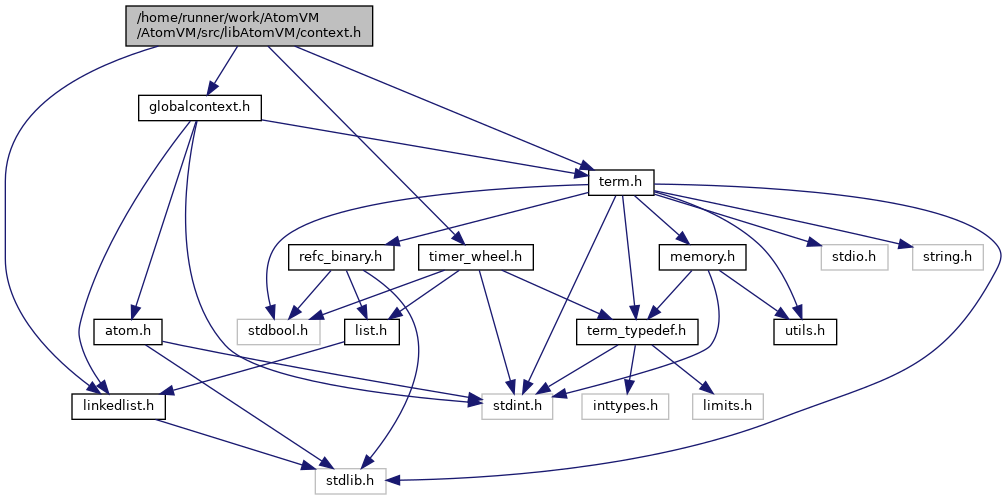 /home/runner/work/AtomVM
/AtomVM/src/libAtomVM/context.h
globalcontext.h
term.h
refc_binary.h
timer_wheel.h
memory.h
stdio.h
string.h
atom.h
stdbool.h
list.h
term_typedef.h
utils.h
linkedlist.h
stdint.h
inttypes.h
limits.h
stdlib.h